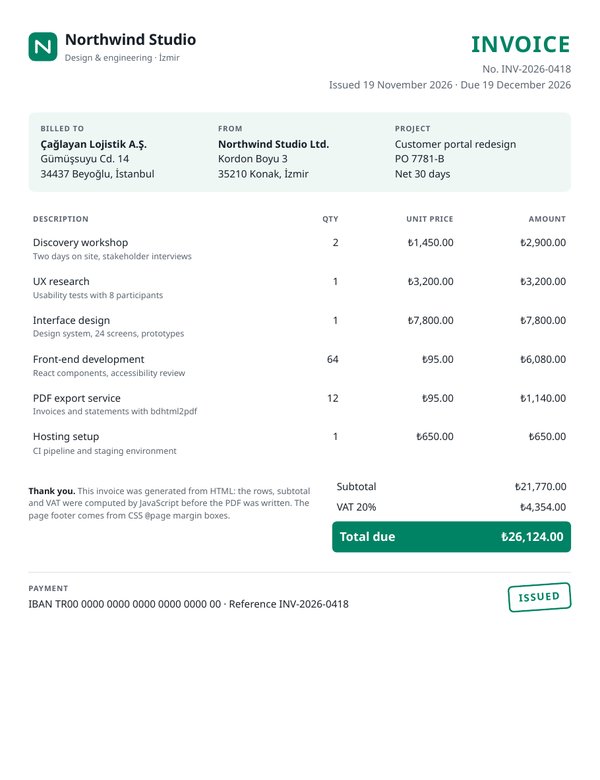 Northwind Studio
Design & engineering · İzmir
INVOICE
No. INV-2026-0418
Issued 19 November 2026 · Due 19 December 2026
BILLED TO
Çağlayan Lojistik A.Ş.
Gümüşsuyu Cd. 14
34437 Beyoğlu, İstanbul
FROM
Northwind Studio Ltd.
Kordon Boyu 3
35210 Konak, İzmir
PROJECT
Customer portal redesign
PO 7781-B
Net 30 days
DESCRIPTION QTY UNIT PRICE AMOUNT
Discovery workshop 2 ₺1,450.00 ₺2,900.00
Two days on site, stakeholder interviews
UX research 1 ₺3,200.00 ₺3,200.00
Usability tests with 8 participants
Interface design 1 ₺7,800.00 ₺7,800.00
Design system, 24 screens, prototypes
Front-end development 64 ₺95.00 ₺6,080.00
React components, accessibility review
PDF export service 12 ₺95.00 ₺1,140.00
Invoices and statements with bdhtml2pdf
Hosting setup 1 ₺650.00 ₺650.00
CI pipeline and staging environment
Thank you. This invoice was generated from HTML: the rows, subtotal
and VAT were computed by JavaScript before the PDF was written. The
page footer comes from CSS @page margin boxes.
Subtotal ₺21,770.00
VAT 20% ₺4,354.00
Total due ₺26,124.00
PAYMENT
IBAN TR00 0000 0000 0000 0000 0000 00 · Reference INV-2026-0418
ISSUED